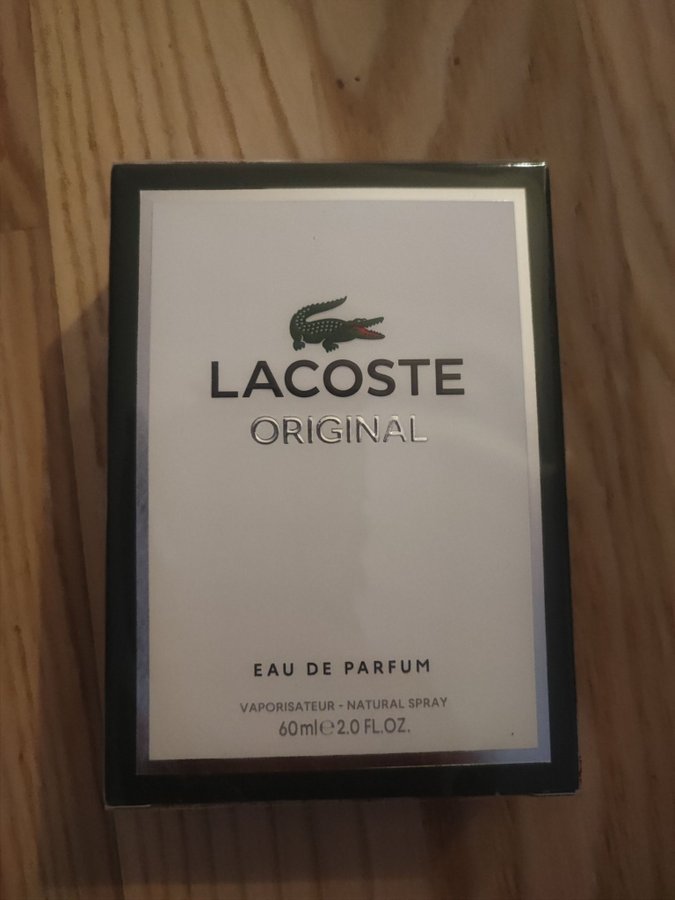 LACOSTE
ORIGINAL
EAU DE PARFUM
VAPORISATEUR - NATURAL SPRAY
60ml℮2.0 FL.OZ.